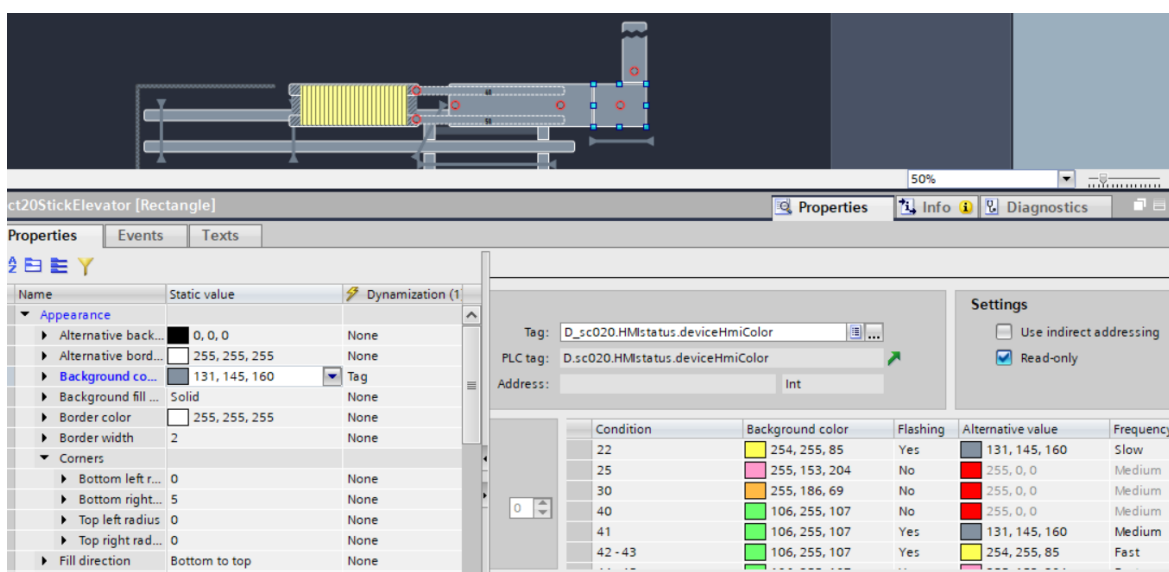 50%
ct20StickElevator [Rectangle]
Properties Info Diagnostics
Properties Events Texts
Name Static value Dynamization (1
Appearance
Alternative back... 0, 0, 0 None
Alternative bord... 255, 255, 255 None
Background co... 131, 145, 160 Tag
Background fill ... Solid None
Border color 255, 255, 255 None
Border width 2 None
Corners
Bottom left r... 0 None
Bottom right... 5 None
Top left radius 0 None
Top right rad... 0 None
Fill direction Bottom to top None
Settings
Tag: D_sc020.HMIstatus.deviceHmiColor ... Use indirect addressing
PLC tag: D.sc020.HMIstatus.deviceHmiColor Read-only
Address: Int
0
Condition Background color Flashing Alternative value Frequency
22 254, 255, 85 Yes 131, 145, 160 Slow
25 255, 153, 204 No 255, 0, 0 Medium
30 255, 186, 69 No 255, 0, 0 Medium
40 106, 255, 107 No 255, 0, 0 Medium
41 106, 255, 107 Yes 131, 145, 160 Medium
42 - 43 106, 255, 107 Yes 254, 255, 85 Fast